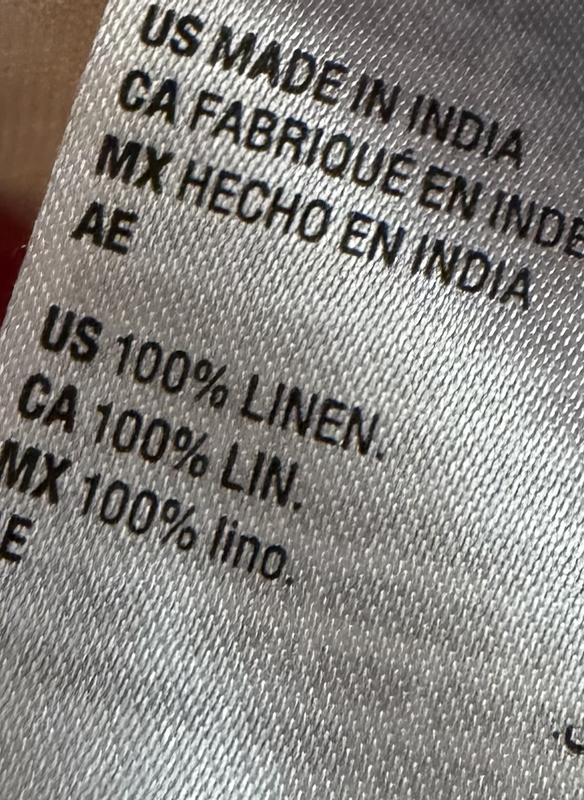 US MADE IN INDIA
CA FABRIQUÉ EN INDE
MX HECHO EN INDIA
AE
US 100% LINEN.
CA 100% LIN.
MX 100% lino.
E